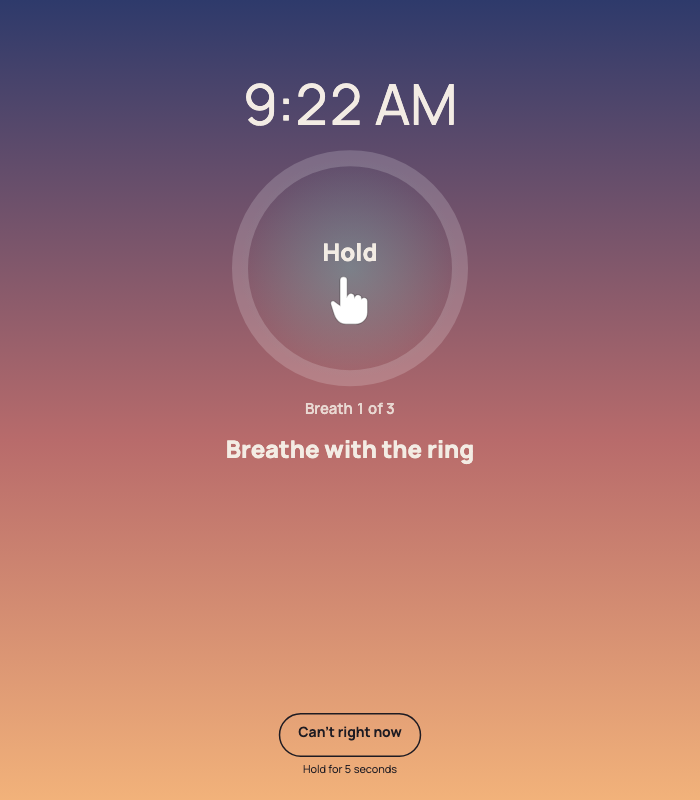 9:22 AM
Hold
Breath 1 of 3
Breathe with the ring
Can't right now
Hold for 5 seconds